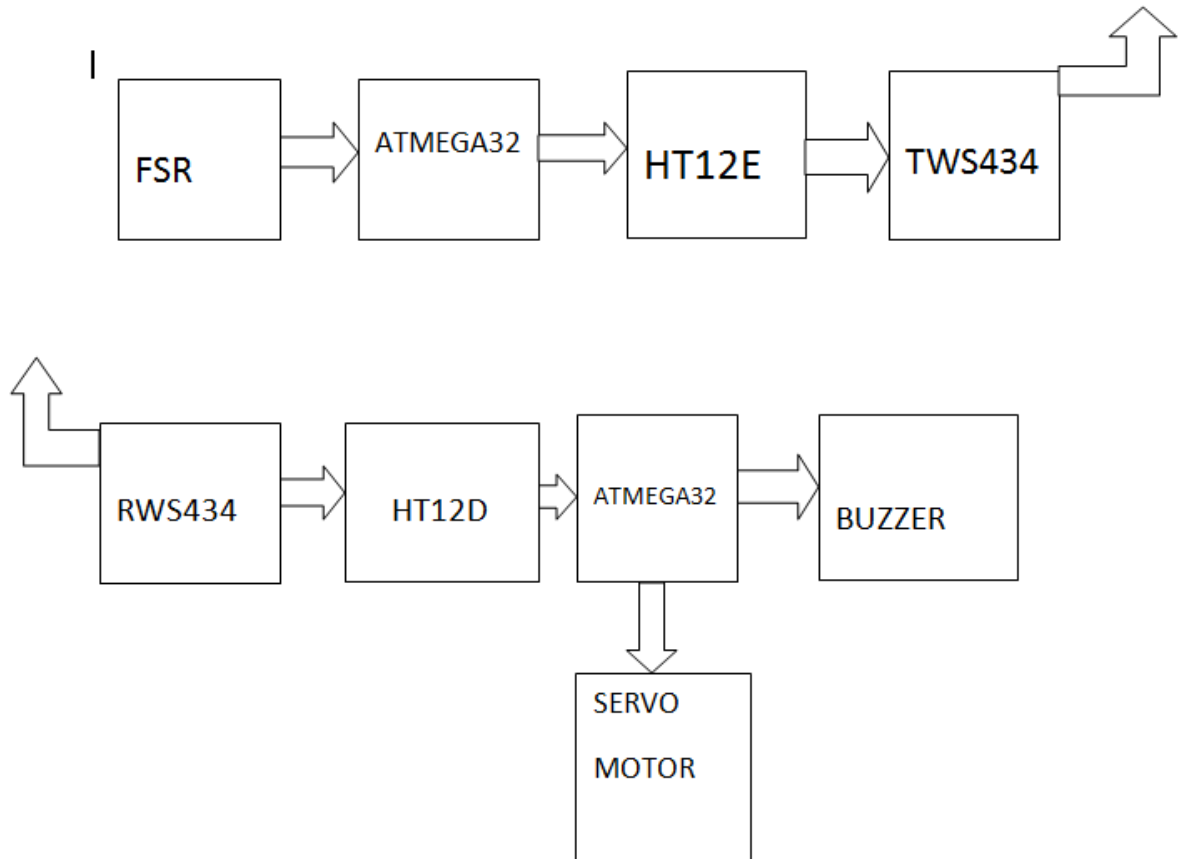 FSR
ATMEGA32
HT12E
TWS434
RWS434
HT12D
ATMEGA32
BUZZER
SERVO
MOTOR